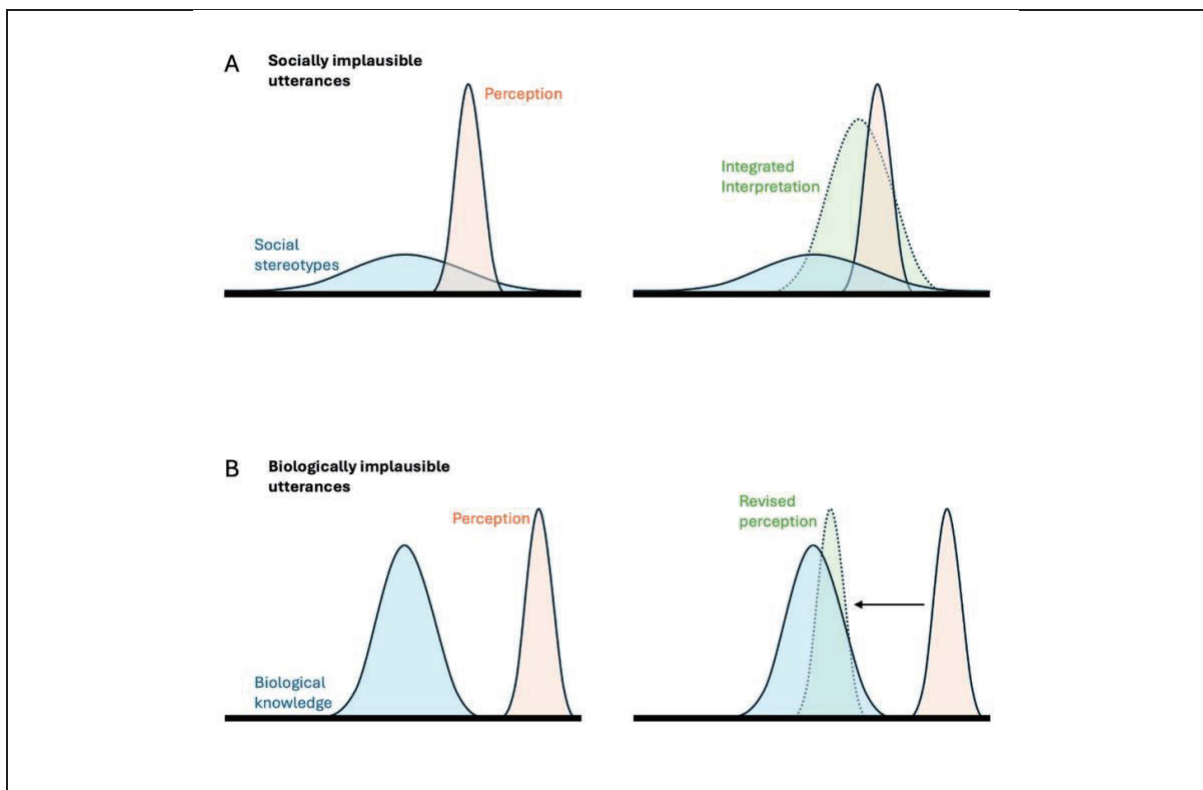 A
Socially implausible
utterances
Perception
Social
stereotypes
Integrated
Interpretation
B
Biologically implausible
utterances
Perception
Biological
knowledge
Revised
perception